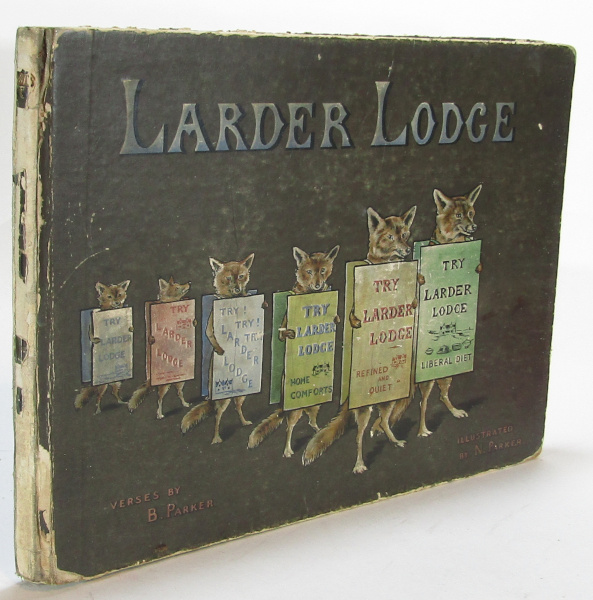 LARDER LODGE
TRY
LARDER
LODGE
TRY
LARDER
LODGE
TRY!
TRY!
LARDER
LODGE
TRY
LARDER
LODGE
HOME
COMFORTS
TRY
LARDER
LODGE
REFINED
AND
QUIET
TRY
LARDER
LODGE
LIBERAL DIET
VERSES BY
B. PARKER
ILLUSTRATED
BY N. PARKER